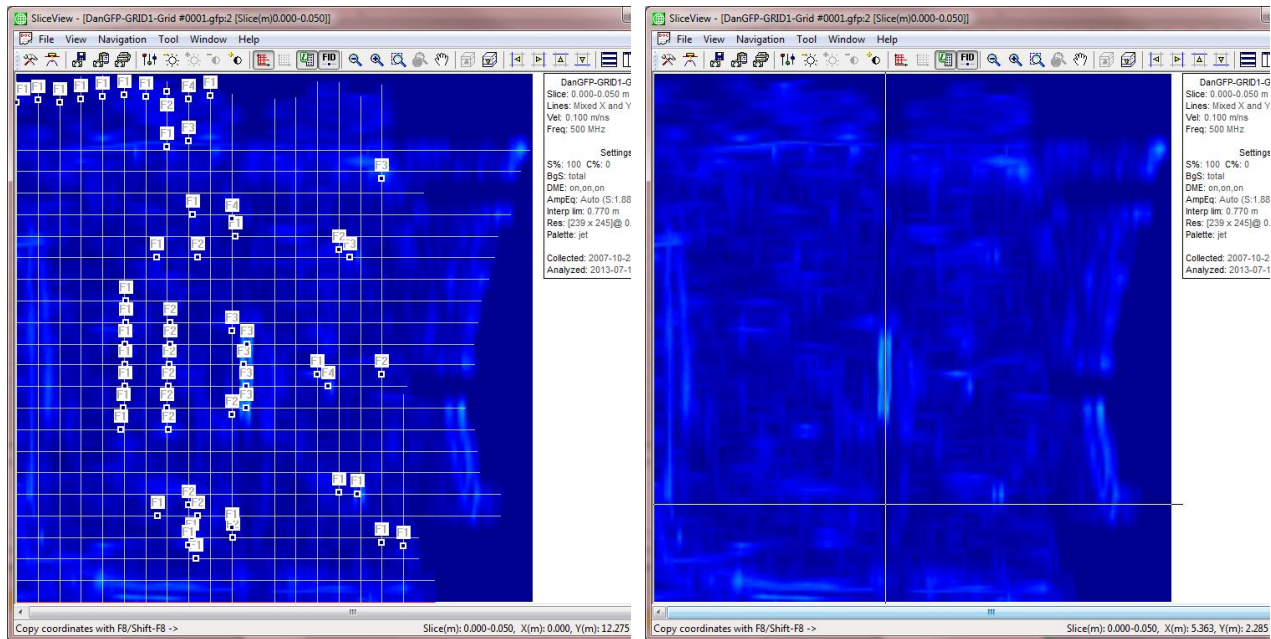 SliceView - [DanGFP-GRID1-Grid #0001.gfp:2 [Slice(m)0.000-0.050]]
File View Navigation Tool Window Help
FID
DanGFP-GRID1-G
Slice: 0.000-0.050 m
Lines: Mixed X and Y
Vel: 0.100 m/ns
Freq: 500 MHz
Settings
S%: 100 C%: 0
BgS: total
DME: on,on,on
AmpEq: Auto (S:1.88
Interp lim: 0.770 m
Res: [239 x 245]@ 0.
Palette: jet
Collected: 2007-10-2
Analyzed: 2013-07-1
F1 F1 F1 F1 F1 F1 F1 F4 F1
F2
F1 F3
F3
F1 F4
F1
F1 F2 F2 F3
F1
F1 F2 F3
F1 F2 F3
F1 F2 F3 F1 F2
F1 F2 F3 F4
F1 F2 F2 F3
F1 F2
F1 F1
F1 F2 F2
F1 F1
F1 F1 F1
F1
Copy coordinates with F8/Shift-F8 -> Slice(m): 0.000-0.050, X(m): 0.000, Y(m): 12.275
SliceView - [DanGFP-GRID1-Grid #0001.gfp:2 [Slice(m)0.000-0.050]]
File View Navigation Tool Window Help
FID
DanGFP-GRID1-G
Slice: 0.000-0.050 m
Lines: Mixed X and Y
Vel: 0.100 m/ns
Freq: 500 MHz
Settings
S%: 100 C%: 0
BgS: total
DME: on,on,on
AmpEq: Auto (S:1.88
Interp lim: 0.770 m
Res: [239 x 245]@ 0.
Palette: jet
Collected: 2007-10-2
Analyzed: 2013-07-1
Copy coordinates with F8/Shift-F8 -> Slice(m): 0.000-0.050, X(m): 5.363, Y(m): 2.285